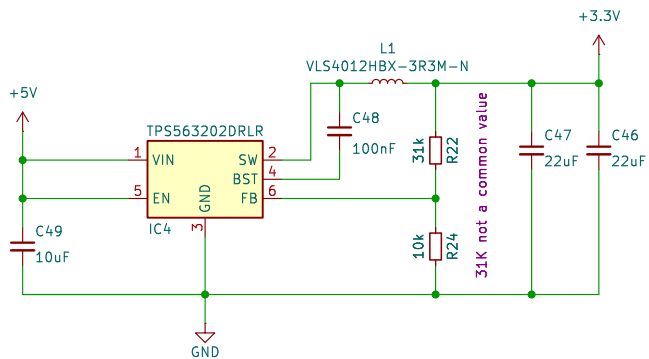 +3.3V
L1
VLS4012HBX-3R3M-N
+5V
TPS563202DRLR
C48
100nF
31k
R22
31K not a common value
C47
22uF
C46
22uF
1
VIN
SW
2
BST
4
5
EN
FB
6
GND
3
IC4
C49
10uF
10k
R24
GND